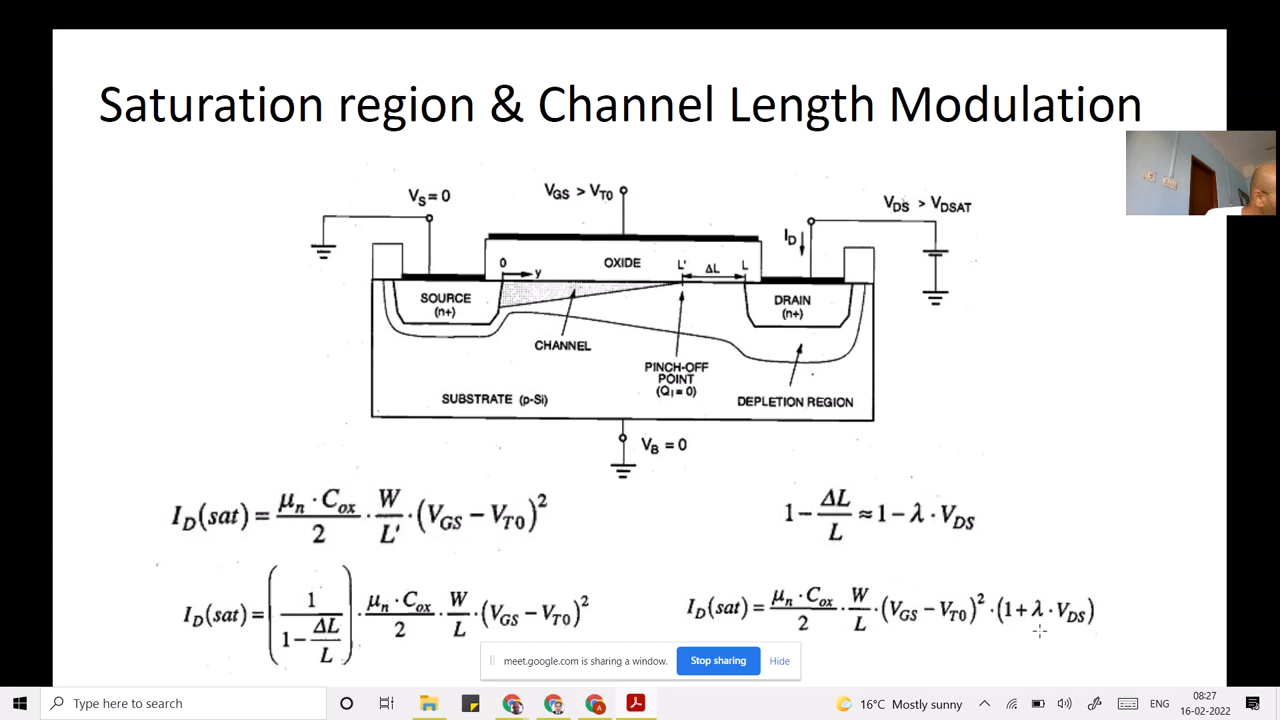 Saturation region & Channel Length Modulation
V_S = 0
V_GS > V_T0
V_DS > V_DSAT
I_D
0
y
OXIDE
L'
ΔL
L
SOURCE
(n+)
DRAIN
(n+)
CHANNEL
PINCH-OFF
POINT
(Q_I = 0)
SUBSTRATE (p-Si)
DEPLETION REGION
V_B = 0
I_D(sat) = μ_n · C_ox / 2 · W / L' · (V_GS − V_T0)^2
1 − ΔL / L ≈ 1 − λ · V_DS
I_D(sat) = ( 1 / (1 − ΔL / L) ) · μ_n · C_ox / 2 · W / L · (V_GS − V_T0)^2
I_D(sat) = μ_n · C_ox / 2 · W / L · (V_GS − V_T0)^2 · (1 + λ · V_DS)
meet.google.com is sharing a window.
Stop sharing
Hide
Type here to search
16°C Mostly sunny
ENG
08:27
16-02-2022